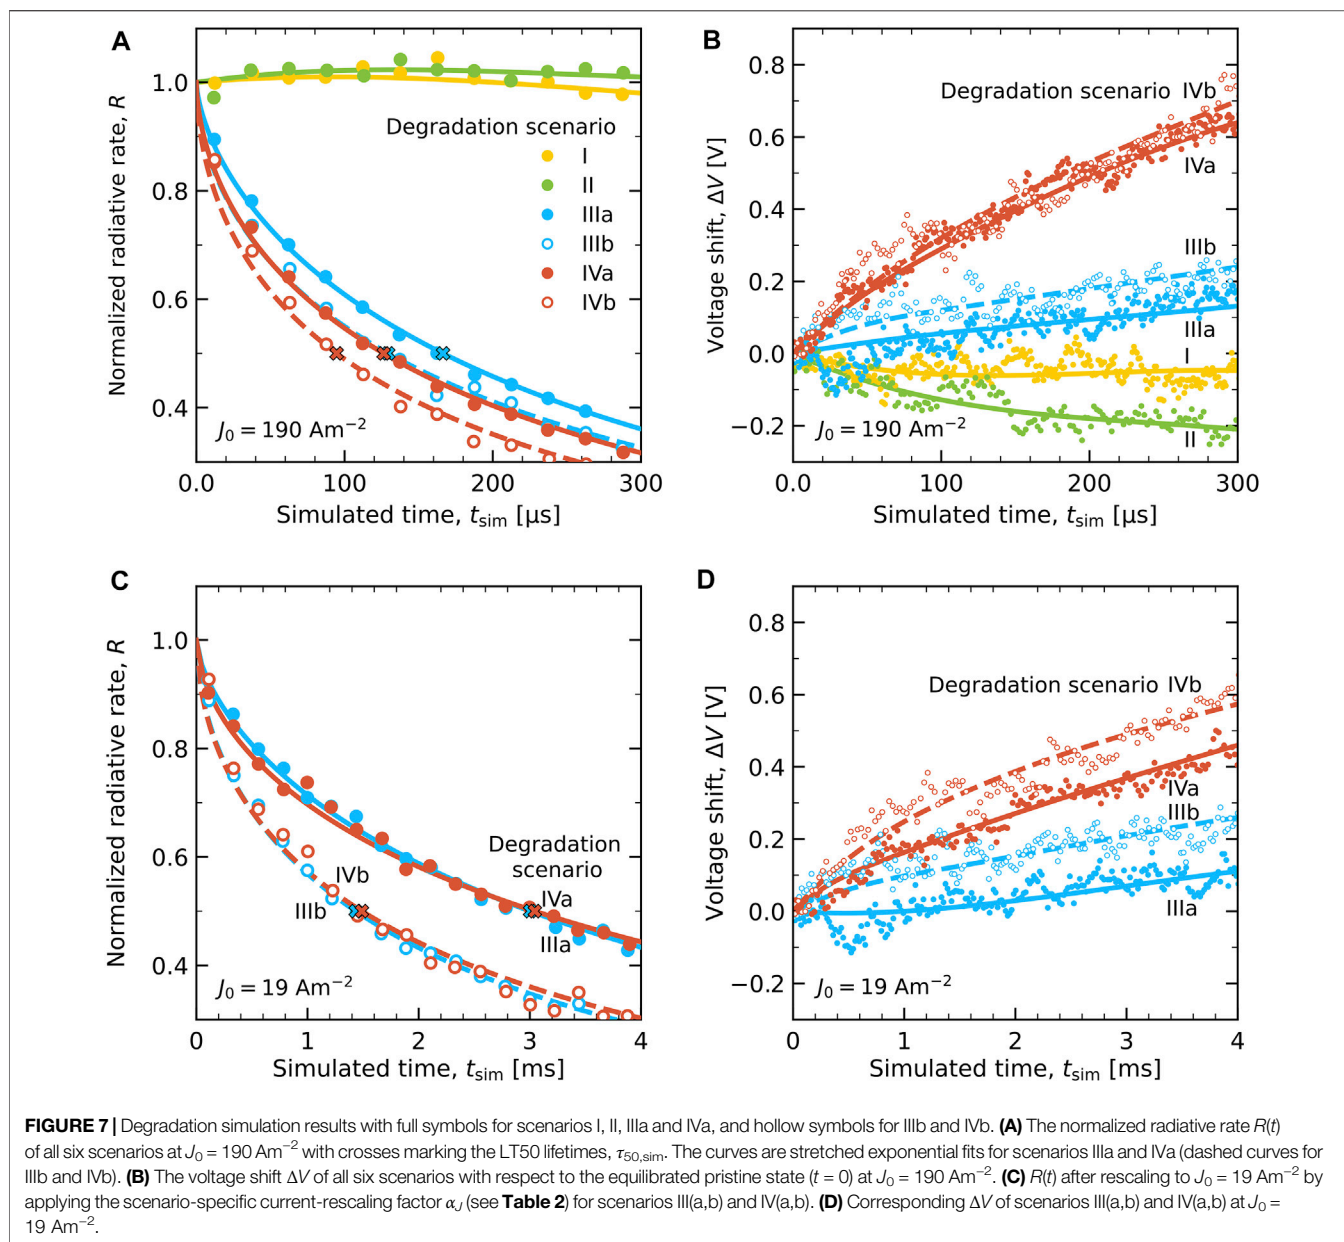 A
1.0
0.8
0.6
0.4
Normalized radiative rate, R
Degradation scenario
I
II
IIIa
IIIb
IVa
IVb
J₀ = 190 Am⁻²
0
100
200
300
Simulated time, t_sim [µs]
B
0.8
0.6
0.4
0.2
0.0
−0.2
Voltage shift, ΔV [V]
Degradation scenario IVb
IVa
IIIb
IIIa
I
II
J₀ = 190 Am⁻²
0.0
100
200
300
Simulated time, t_sim [µs]
C
1.0
0.8
0.6
0.4
Normalized radiative rate, R
Degradation
scenario
IVa
IIIa
IVb
IIIb
J₀ = 19 Am⁻²
0
1
2
3
4
Simulated time, t_sim [ms]
D
0.8
0.6
0.4
0.2
0.0
−0.2
Voltage shift, ΔV [V]
Degradation scenario IVb
IVa
IIIb
IIIa
J₀ = 19 Am⁻²
0
1
2
3
4
Simulated time, t_sim [ms]
FIGURE 7 | Degradation simulation results with full symbols for scenarios I, II, IIIa and IVa, and hollow symbols for IIIb and IVb. (A) The normalized radiative rate R(t)
of all six scenarios at J₀ = 190 Am⁻² with crosses marking the LT50 lifetimes, τ₅₀,sim. The curves are stretched exponential fits for scenarios IIIa and IVa (dashed curves for
IIIb and IVb). (B) The voltage shift ΔV of all six scenarios with respect to the equilibrated pristine state (t = 0) at J₀ = 190 Am⁻². (C) R(t) after rescaling to J₀ = 19 Am⁻² by
applying the scenario-specific current-rescaling factor α_J (see Table 2) for scenarios III(a,b) and IV(a,b). (D) Corresponding ΔV of scenarios III(a,b) and IV(a,b) at J₀ =
19 Am⁻².